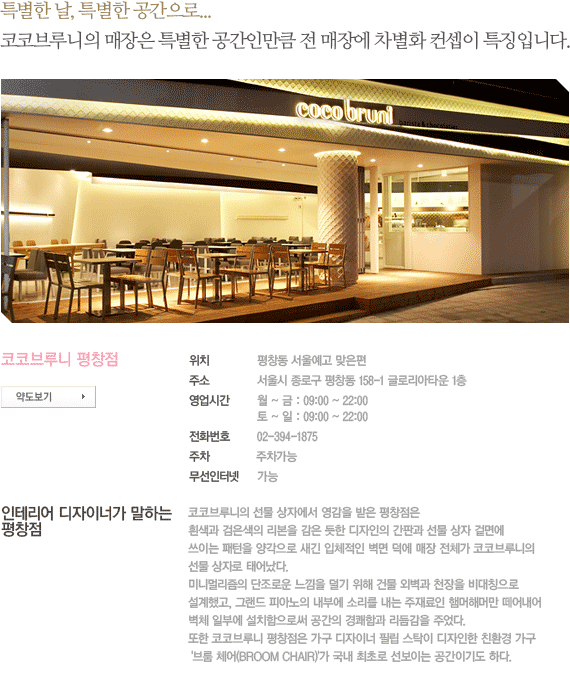 특별한 날, 특별한 공간으로...
코코브루니의 매장은 특별한 공간인만큼 전 매장에 차별화 컨셉이 특징입니다.
coco bruni
코코브루니 평창점
약도보기
위치 평창동 서울예고 맞은편
주소 서울시 종로구 평창동 158-1 글로리아타운 1층
영업시간 월 ~ 금 : 09:00 ~ 22:00
토 ~ 일 : 09:00 ~ 22:00
전화번호 02-394-1875
주차 주차가능
무선인터넷 가능
인테리어 디자이너가 말하는
평창점
코코브루니의 선물 상자에서 영감을 받은 평창점은
흰색과 검은색의 리본을 감은 듯한 디자인의 간판과 선물 상자 겉면에
쓰이는 패턴을 양각으로 새긴 입체적인 벽면 덕에 매장 전체가 코코브루니의
선물 상자로 태어났다.
미니멀리즘의 단조로운 느낌을 덜기 위해 건물 외벽과 천장을 비대칭으로
설계했고, 그랜드 피아노의 내부에 소리를 내는 주재료인 햄머해머만 떼어내어
벽체 일부에 설치함으로써 공간의 경쾌함과 리듬감을 주었다.
또한 코코브루니 평창점은 가구 디자이너 필립 스탁이 디자인한 친환경 가구
'브룸 체어(BROOM CHAIR)'가 국내 최초로 선보이는 공간이기도 하다.